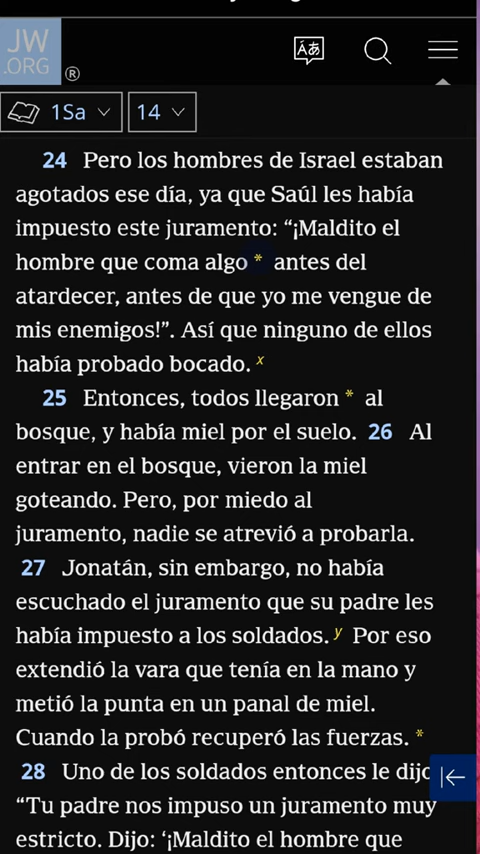 JW
.ORG
®
Aあ
1Sa
14
24 Pero los hombres de Israel estaban
agotados ese día, ya que Saúl les había
impuesto este juramento: “¡Maldito el
hombre que coma algo* antes del
atardecer, antes de que yo me vengue de
mis enemigos!”. Así que ninguno de ellos
había probado bocado. x
25 Entonces, todos llegaron* al
bosque, y había miel por el suelo. 26 Al
entrar en el bosque, vieron la miel
goteando. Pero, por miedo al
juramento, nadie se atrevió a probarla.
27 Jonatán, sin embargo, no había
escuchado el juramento que su padre les
había impuesto a los soldados. y Por eso
extendió la vara que tenía en la mano y
metió la punta en un panal de miel.
Cuando la probó recuperó las fuerzas.*
28 Uno de los soldados entonces le dijo
“Tu padre nos impuso un juramento muy
estricto. Dijo: ‘¡Maldito el hombre que